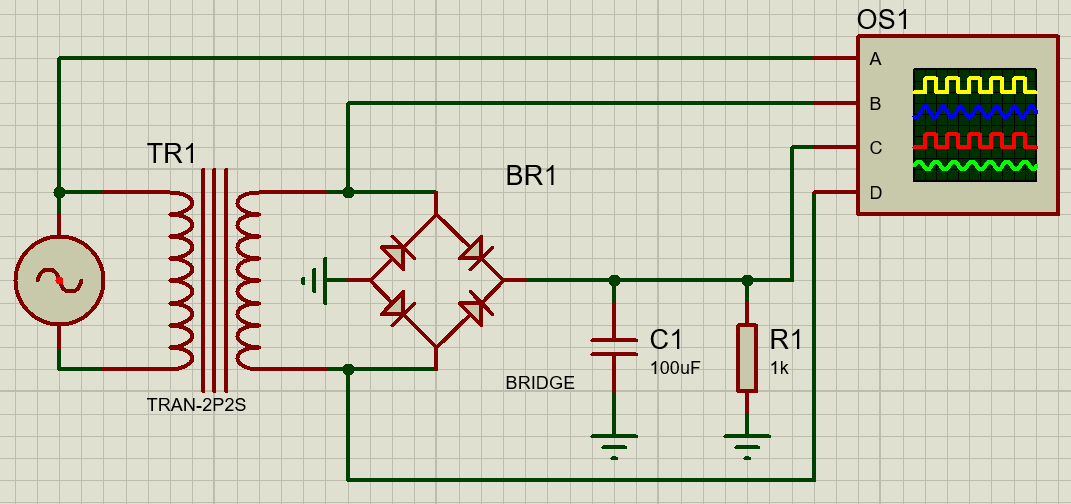 OS1
A
B
C
D
TR1
BR1
C1
100uF
R1
1k
BRIDGE
TRAN-2P2S